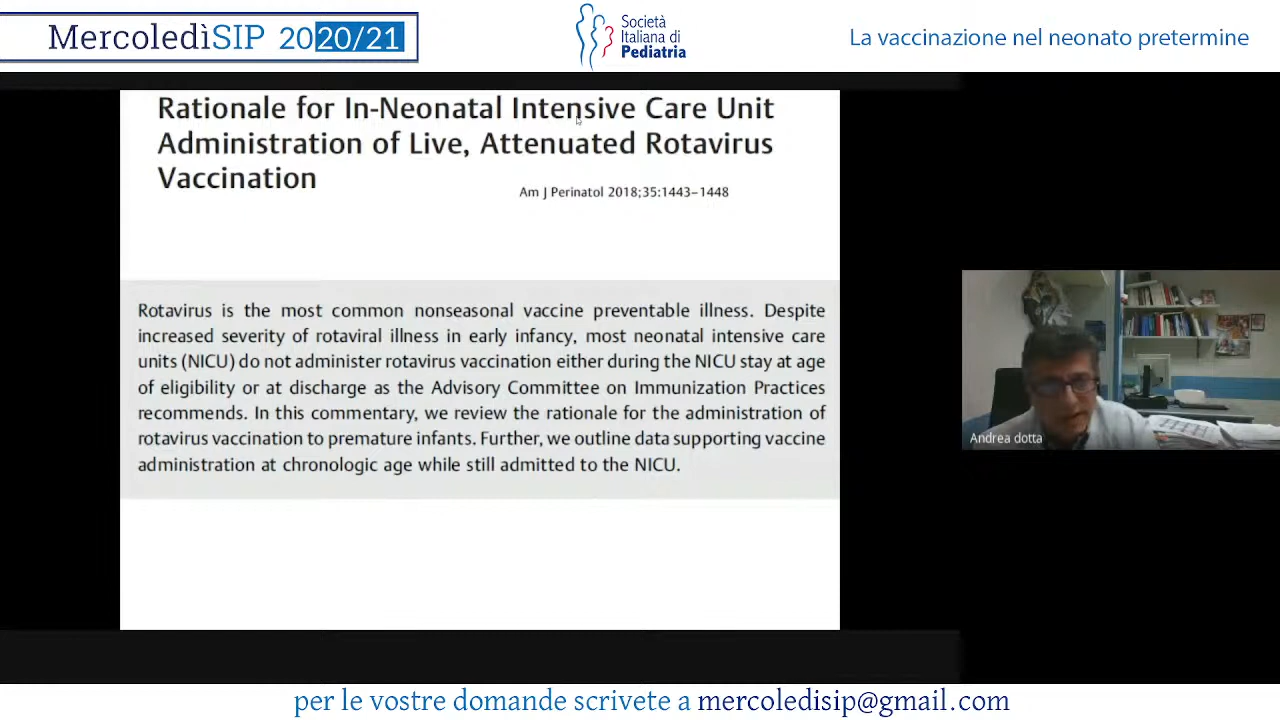 MercoledìSIP 2020/21
Società
Italiana di
Pediatria
La vaccinazione nel neonato pretermine
Rationale for In-Neonatal Intensive Care Unit
Administration of Live, Attenuated Rotavirus
Vaccination
Am J Perinatol 2018;35:1443–1448
Rotavirus is the most common nonseasonal vaccine preventable illness. Despite
increased severity of rotaviral illness in early infancy, most neonatal intensive care
units (NICU) do not administer rotavirus vaccination either during the NICU stay at age
of eligibility or at discharge as the Advisory Committee on Immunization Practices
recommends. In this commentary, we review the rationale for the administration of
rotavirus vaccination to premature infants. Further, we outline data supporting vaccine
administration at chronologic age while still admitted to the NICU.
Andrea dotta
per le vostre domande scrivete a mercoledisip@gmail.com